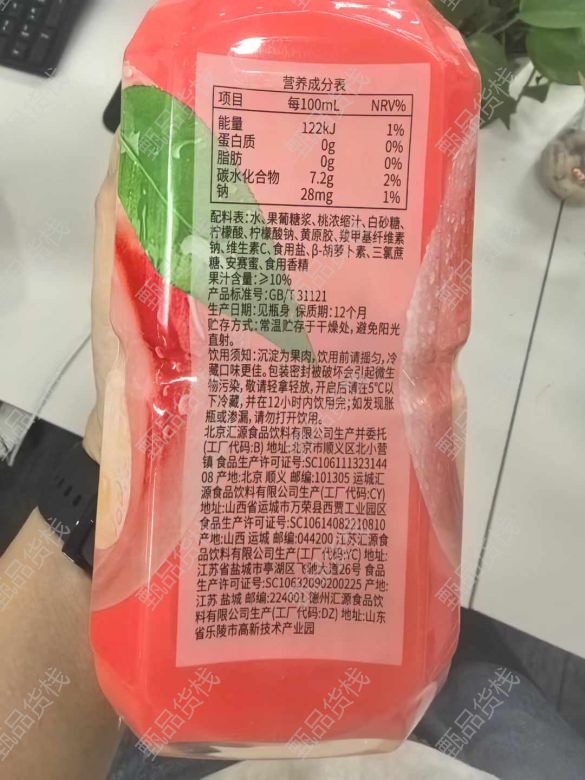 营养成分表
项目 每100mL NRV%
能量 122kJ 1%
蛋白质 0g 0%
脂肪 0g 0%
碳水化合物 7.2g 2%
钠 28mg 1%
配料表:水、果葡糖浆、桃浓缩汁、白砂糖、
柠檬酸、柠檬酸钠、黄原胶、羧甲基纤维素
钠、维生素C、食用盐、β-胡萝卜素、三氯蔗
糖、安赛蜜、食用香精
果汁含量:≥10%
产品标准号:GB/T 31121
生产日期:见瓶身 保质期:12个月
贮存方式:常温贮存于干燥处,避免阳光
直射。
饮用须知:沉淀为果肉,饮用前请摇匀,冷
藏口味更佳。包装密封被破坏会引起微生
物污染,敬请轻拿轻放,开启后请在5℃以
下冷藏,并在12小时内饮用完;如发现胀
瓶或渗漏,请勿打开饮用。
北京汇源食品饮料有限公司生产并委托
(工厂代码:B) 地址:北京市顺义区北小营
镇 食品生产许可证号:SC106111323144
08 产地:北京 顺义 邮编:101305 运城汇
源食品饮料有限公司生产(工厂代码:CY)
地址:山西省运城市万荣县西贾工业园区
食品生产许可证号:SC10614082210810
产地:山西 运城 邮编:044200 江苏汇源食
品饮料有限公司生产(工厂代码:YC) 地址:
江苏省盐城市亭湖区飞驰大道26号 食品
生产许可证号:SC10632090200225 产地:
江苏 盐城 邮编:224001 德州汇源食品饮
料有限公司生产(工厂代码:DZ) 地址:山东
省乐陵市高新技术产业园
甄品货栈